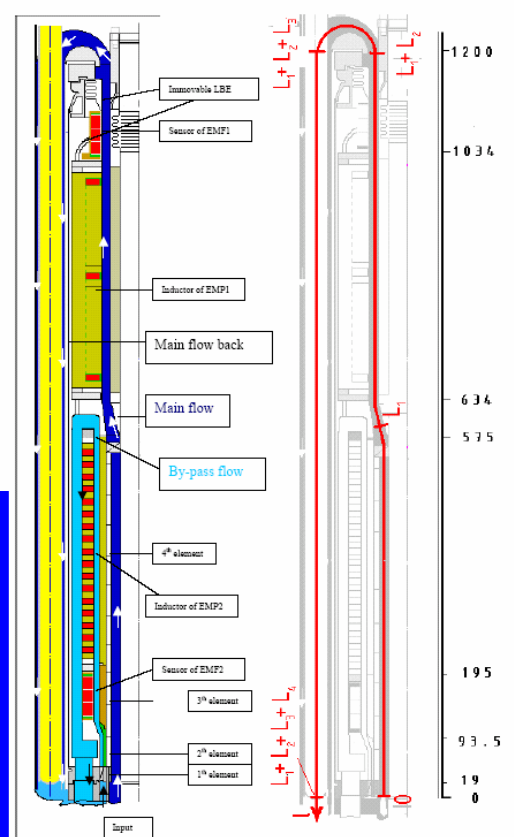 Immovable LBE
Sensor of EMF1
Inductor of EMP1
Main flow back
Main flow
By-pass flow
4th element
Inductor of EMP2
Sensor of EMF2
3th element
2th element
1th element
Input
L₁ + L₂ + L₃
L₁ + L₂
L₁
L₁ + L₂ + L₃ + L₄
L
0
1200
1034
634
575
195
93.5
19
0